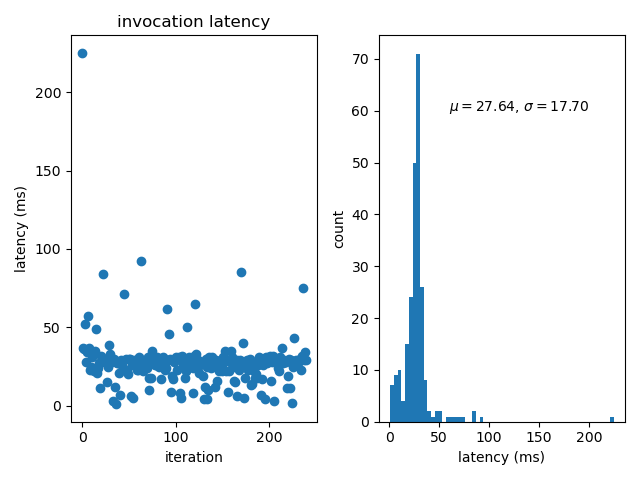 invocation latency
latency (ms)
200
150
100
50
0
0 100 200
iteration
count
70
60
50
40
30
20
10
0
μ = 27.64, σ = 17.70
0 50 100 150 200
latency (ms)